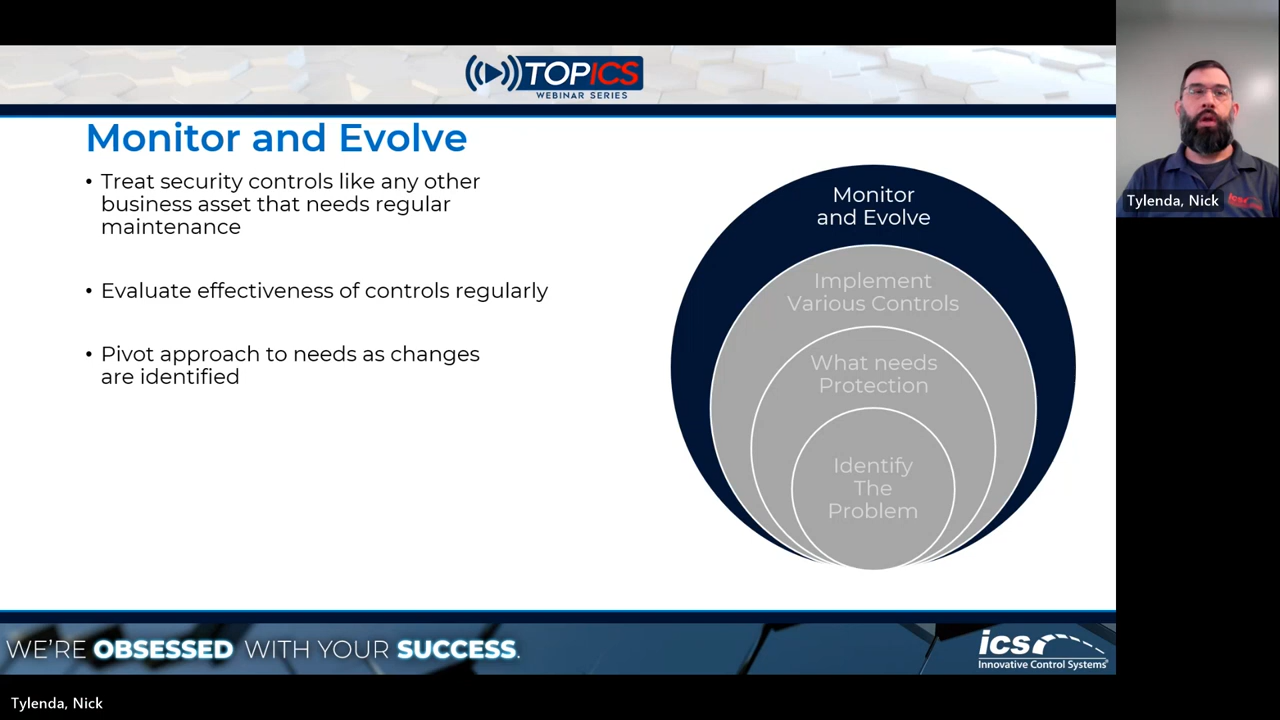 TOPICS
WEBINAR SERIES
Monitor and Evolve
• Treat security controls like any other
business asset that needs regular
maintenance
• Evaluate effectiveness of controls regularly
• Pivot approach to needs as changes
are identified
Monitor
and Evolve
Implement
Various Controls
What needs
Protection
Identify
The
Problem
Tylenda, Nick
ics
WE'RE OBSESSED WITH YOUR SUCCESS.
ics
Innovative Control Systems
Tylenda, Nick